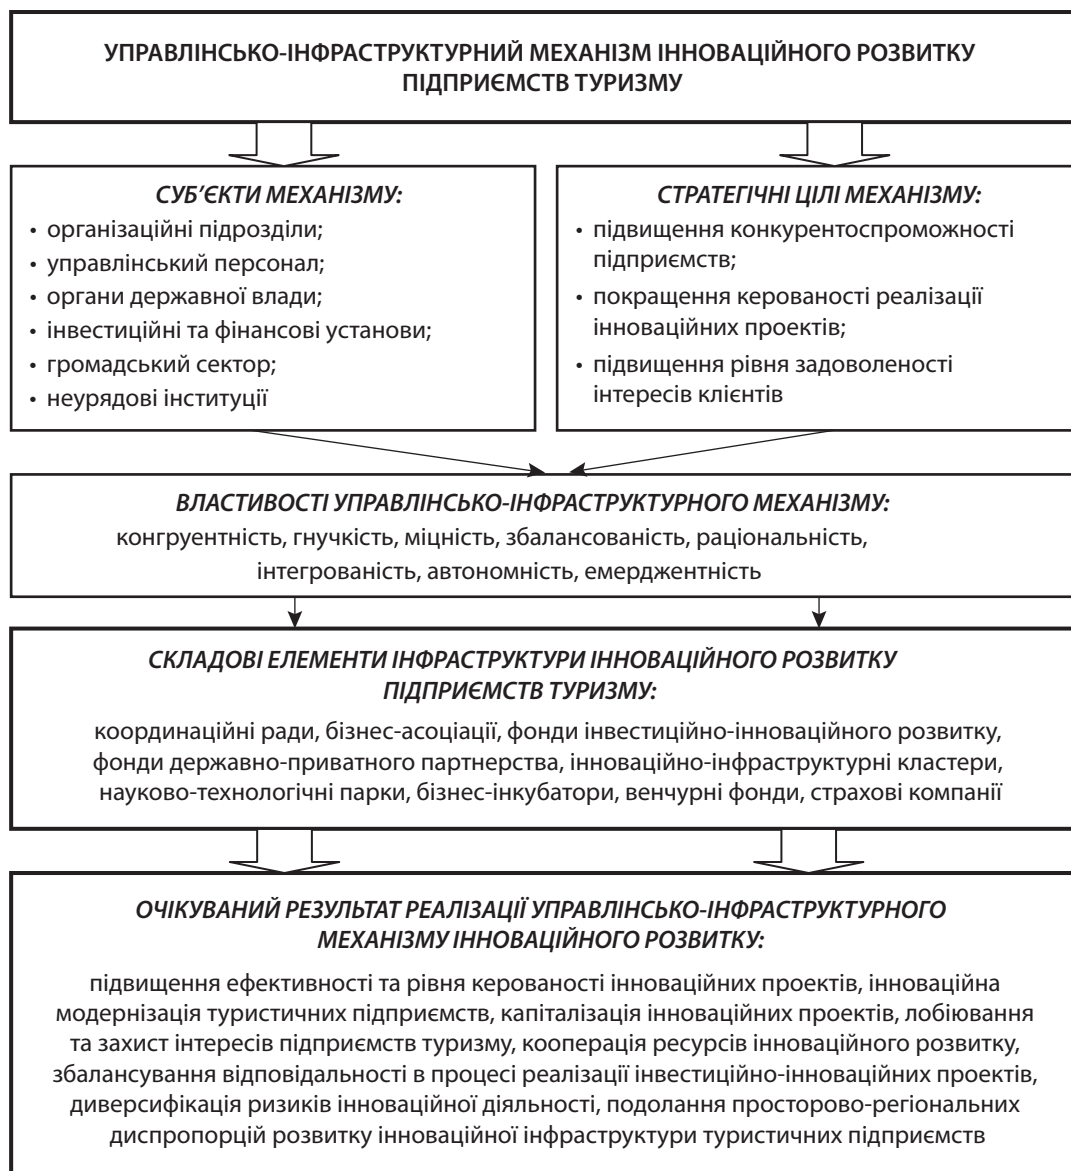 УПРАВЛІНСЬКО-ІНФРАСТРУКТУРНИЙ МЕХАНІЗМ ІННОВАЦІЙНОГО РОЗВИТКУ
ПІДПРИЄМСТВ ТУРИЗМУ
СУБ’ЄКТИ МЕХАНІЗМУ:
• організаційні підрозділи;
• управлінський персонал;
• органи державної влади;
• інвестиційні та фінансові установи;
• громадський сектор;
• неурядові інституції
СТРАТЕГІЧНІ ЦІЛІ МЕХАНІЗМУ:
• підвищення конкурентоспроможності
підприємств;
• покращення керованості реалізації
інноваційних проектів;
• підвищення рівня задоволеності
інтересів клієнтів
ВЛАСТИВОСТІ УПРАВЛІНСЬКО-ІНФРАСТРУКТУРНОГО МЕХАНІЗМУ:
конгруентність, гнучкість, міцність, збалансованість, раціональність,
інтегрованість, автономність, емерджентність
СКЛАДОВІ ЕЛЕМЕНТИ ІНФРАСТРУКТУРИ ІННОВАЦІЙНОГО РОЗВИТКУ
ПІДПРИЄМСТВ ТУРИЗМУ:
координаційні ради, бізнес-асоціації, фонди інвестиційно-інноваційного розвитку,
фонди державно-приватного партнерства, інноваційно-інфраструктурні кластери,
науково-технологічні парки, бізнес-інкубатори, венчурні фонди, страхові компанії
ОЧІКУВАНИЙ РЕЗУЛЬТАТ РЕАЛІЗАЦІЇ УПРАВЛІНСЬКО-ІНФРАСТРУКТУРНОГО
МЕХАНІЗМУ ІННОВАЦІЙНОГО РОЗВИТКУ:
підвищення ефективності та рівня керованості інноваційних проектів, інноваційна
модернізація туристичних підприємств, капіталізація інноваційних проектів, лобіювання
та захист інтересів підприємств туризму, кооперація ресурсів інноваційного розвитку,
збалансування відповідальності в процесі реалізації інвестиційно-інноваційних проектів,
диверсифікація ризиків інноваційної діяльності, подолання просторово-регіональних
диспропорцій розвитку інноваційної інфраструктури туристичних підприємств